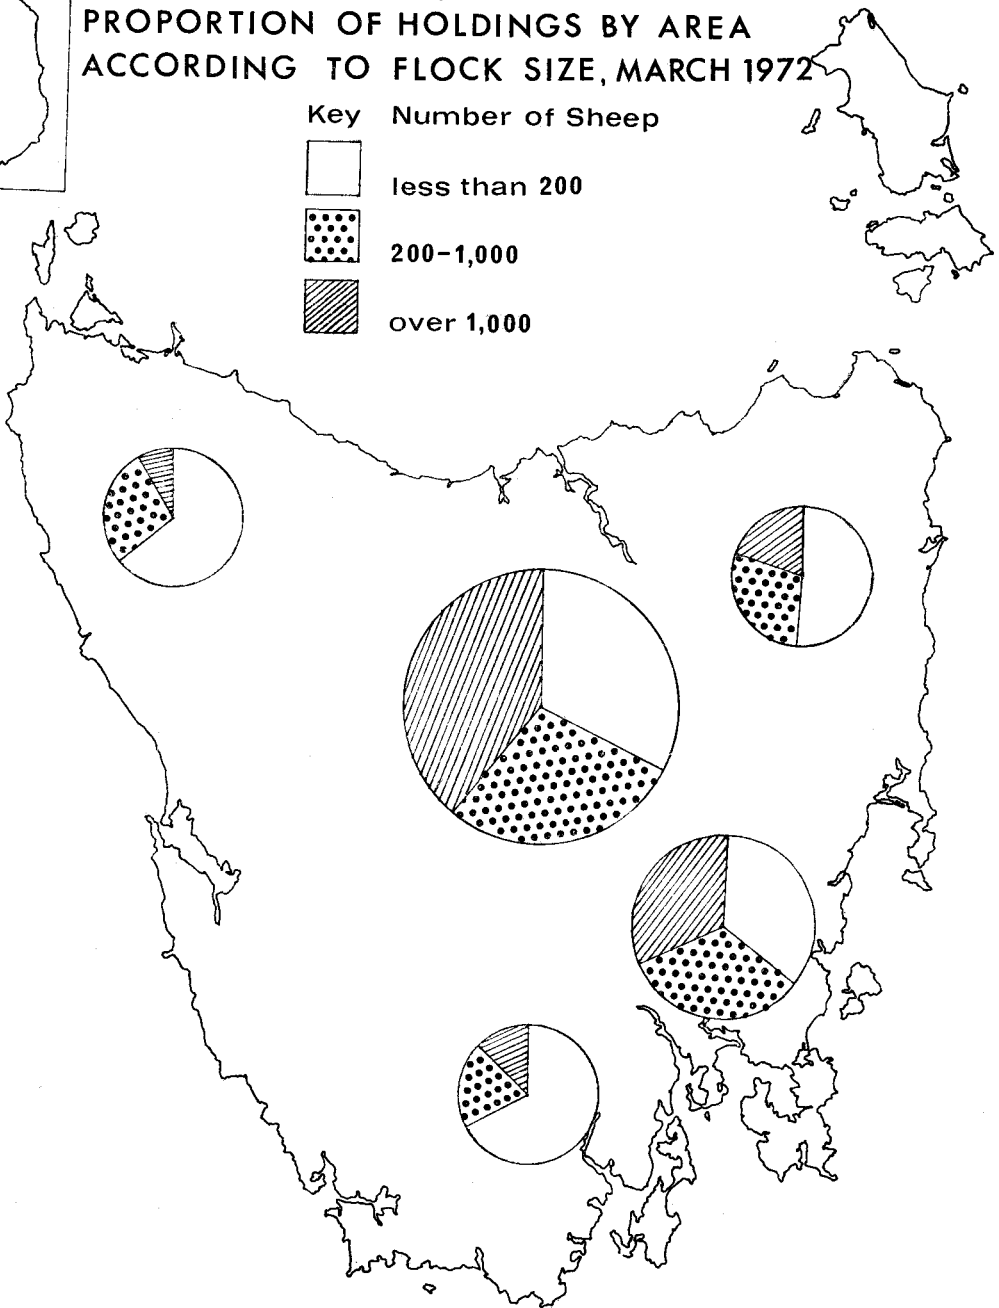 PROPORTION OF HOLDINGS BY AREA
ACCORDING TO FLOCK SIZE, MARCH 1972
Key Number of Sheep
less than 200
200-1,000
over 1,000